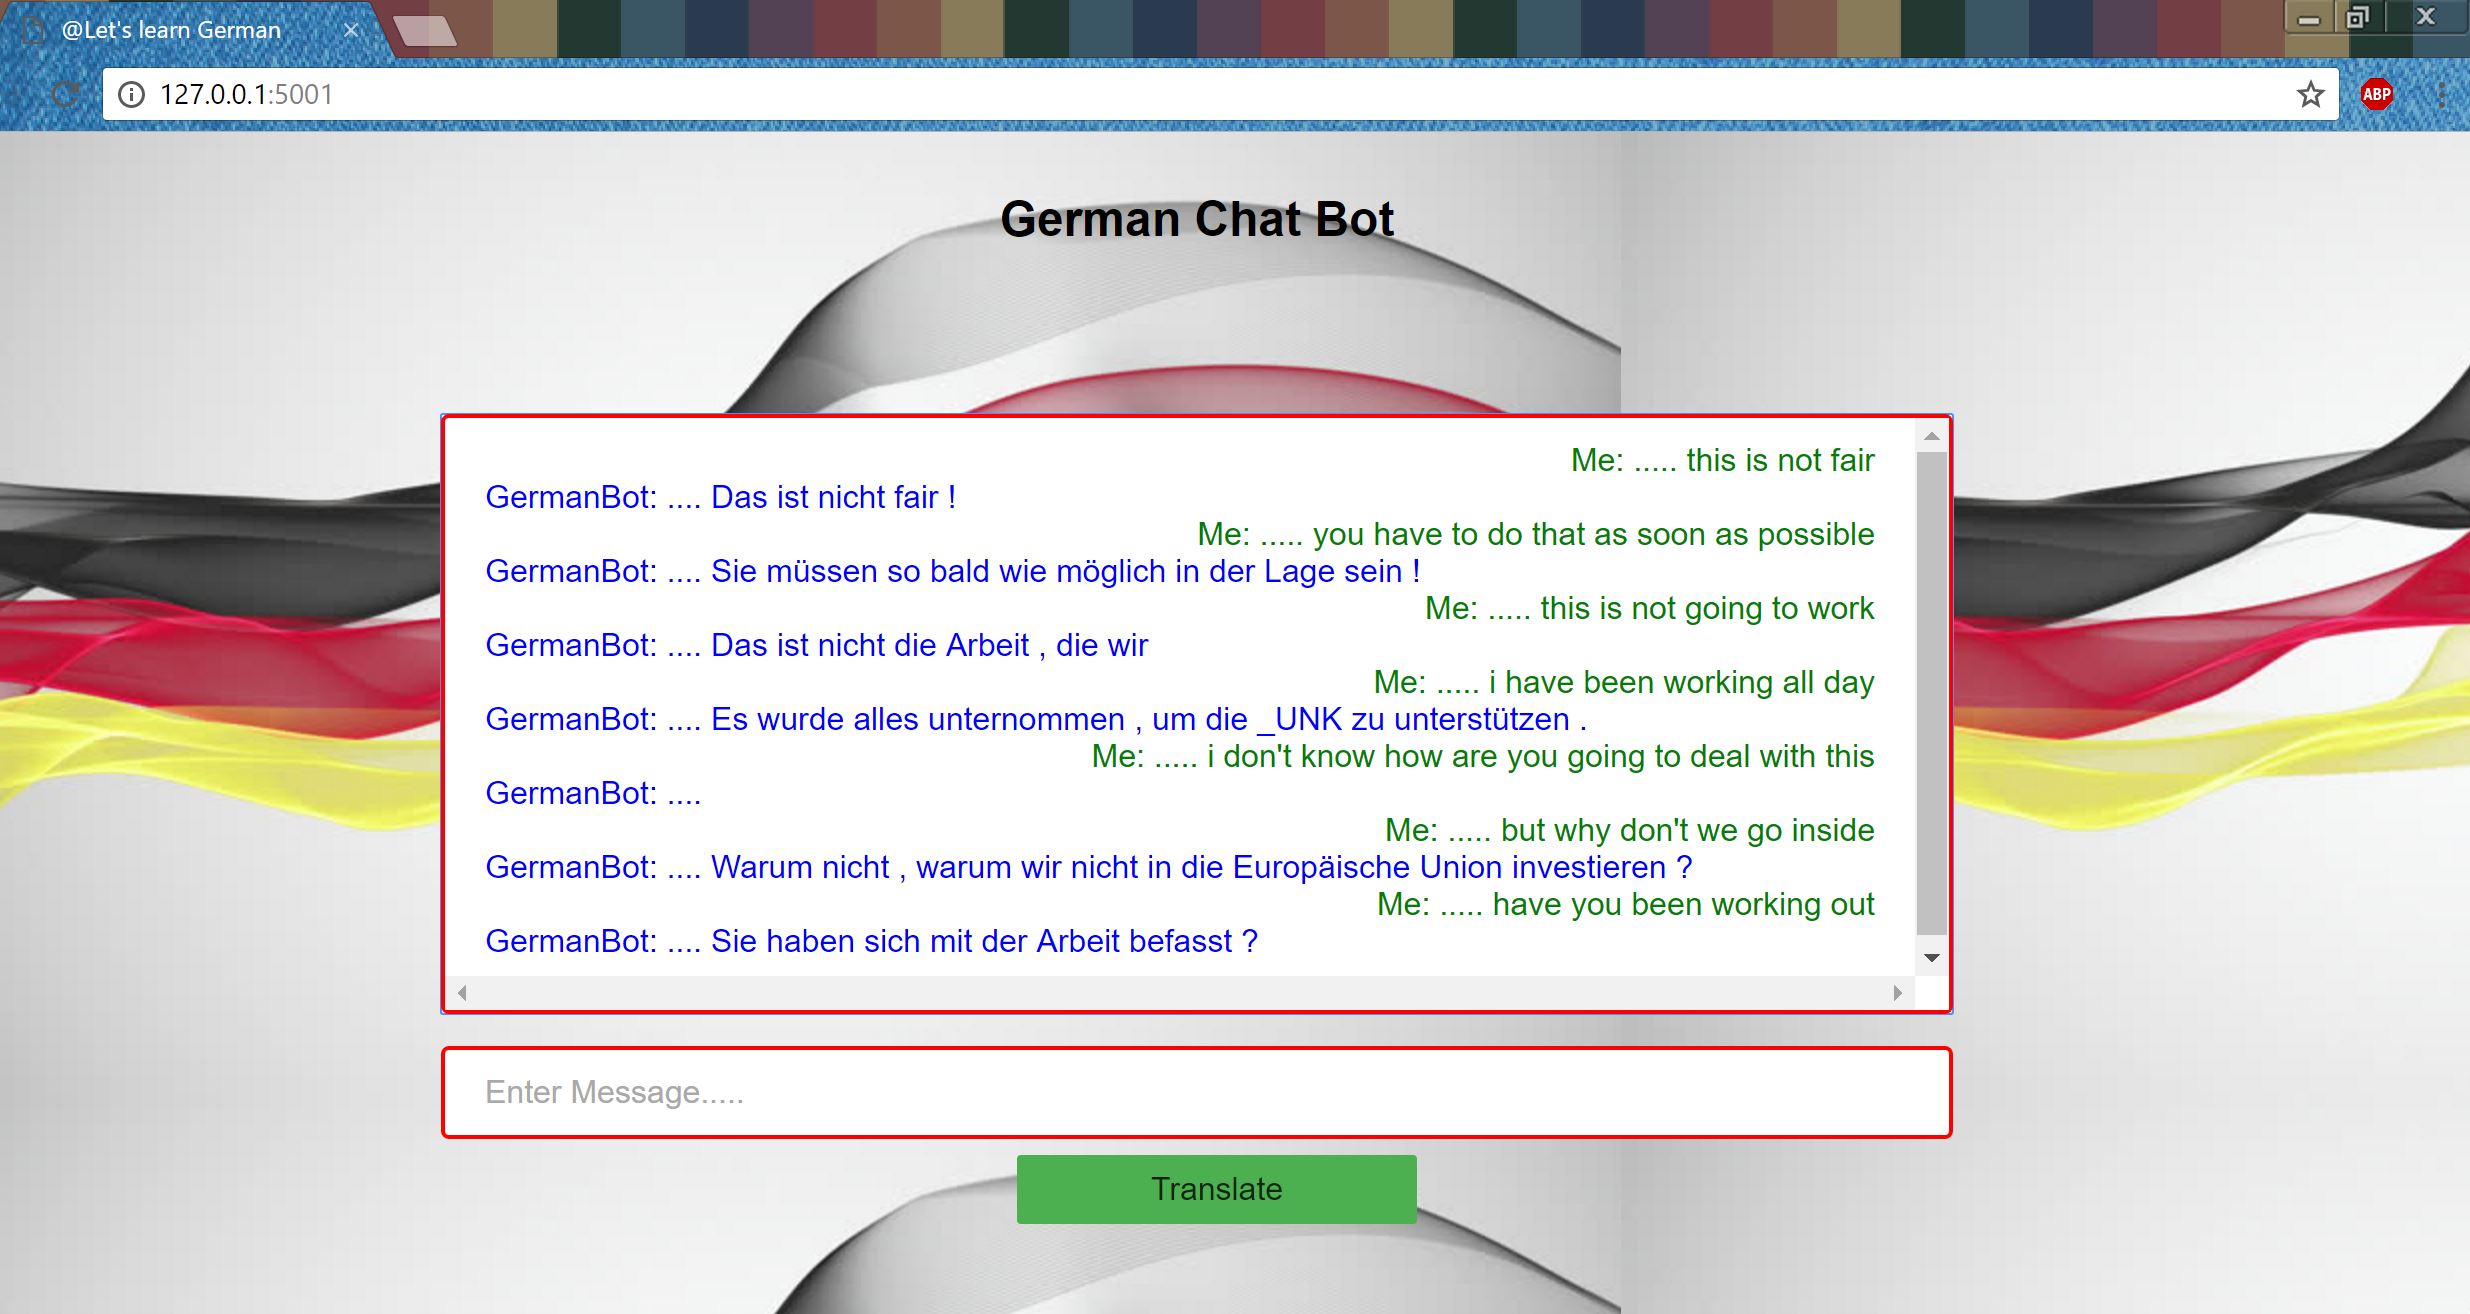 @Let's learn German
127.0.0.1:5001
ABP
German Chat Bot
Me: ..... this is not fair
GermanBot: .... Das ist nicht fair !
Me: ..... you have to do that as soon as possible
GermanBot: .... Sie müssen so bald wie möglich in der Lage sein !
Me: ..... this is not going to work
GermanBot: .... Das ist nicht die Arbeit , die wir
Me: ..... i have been working all day
GermanBot: .... Es wurde alles unternommen , um die _UNK zu unterstützen .
Me: ..... i don't know how are you going to deal with this
GermanBot: ....
Me: ..... but why don't we go inside
GermanBot: .... Warum nicht , warum wir nicht in die Europäische Union investieren ?
Me: ..... have you been working out
GermanBot: .... Sie haben sich mit der Arbeit befasst ?
Enter Message.....
Translate